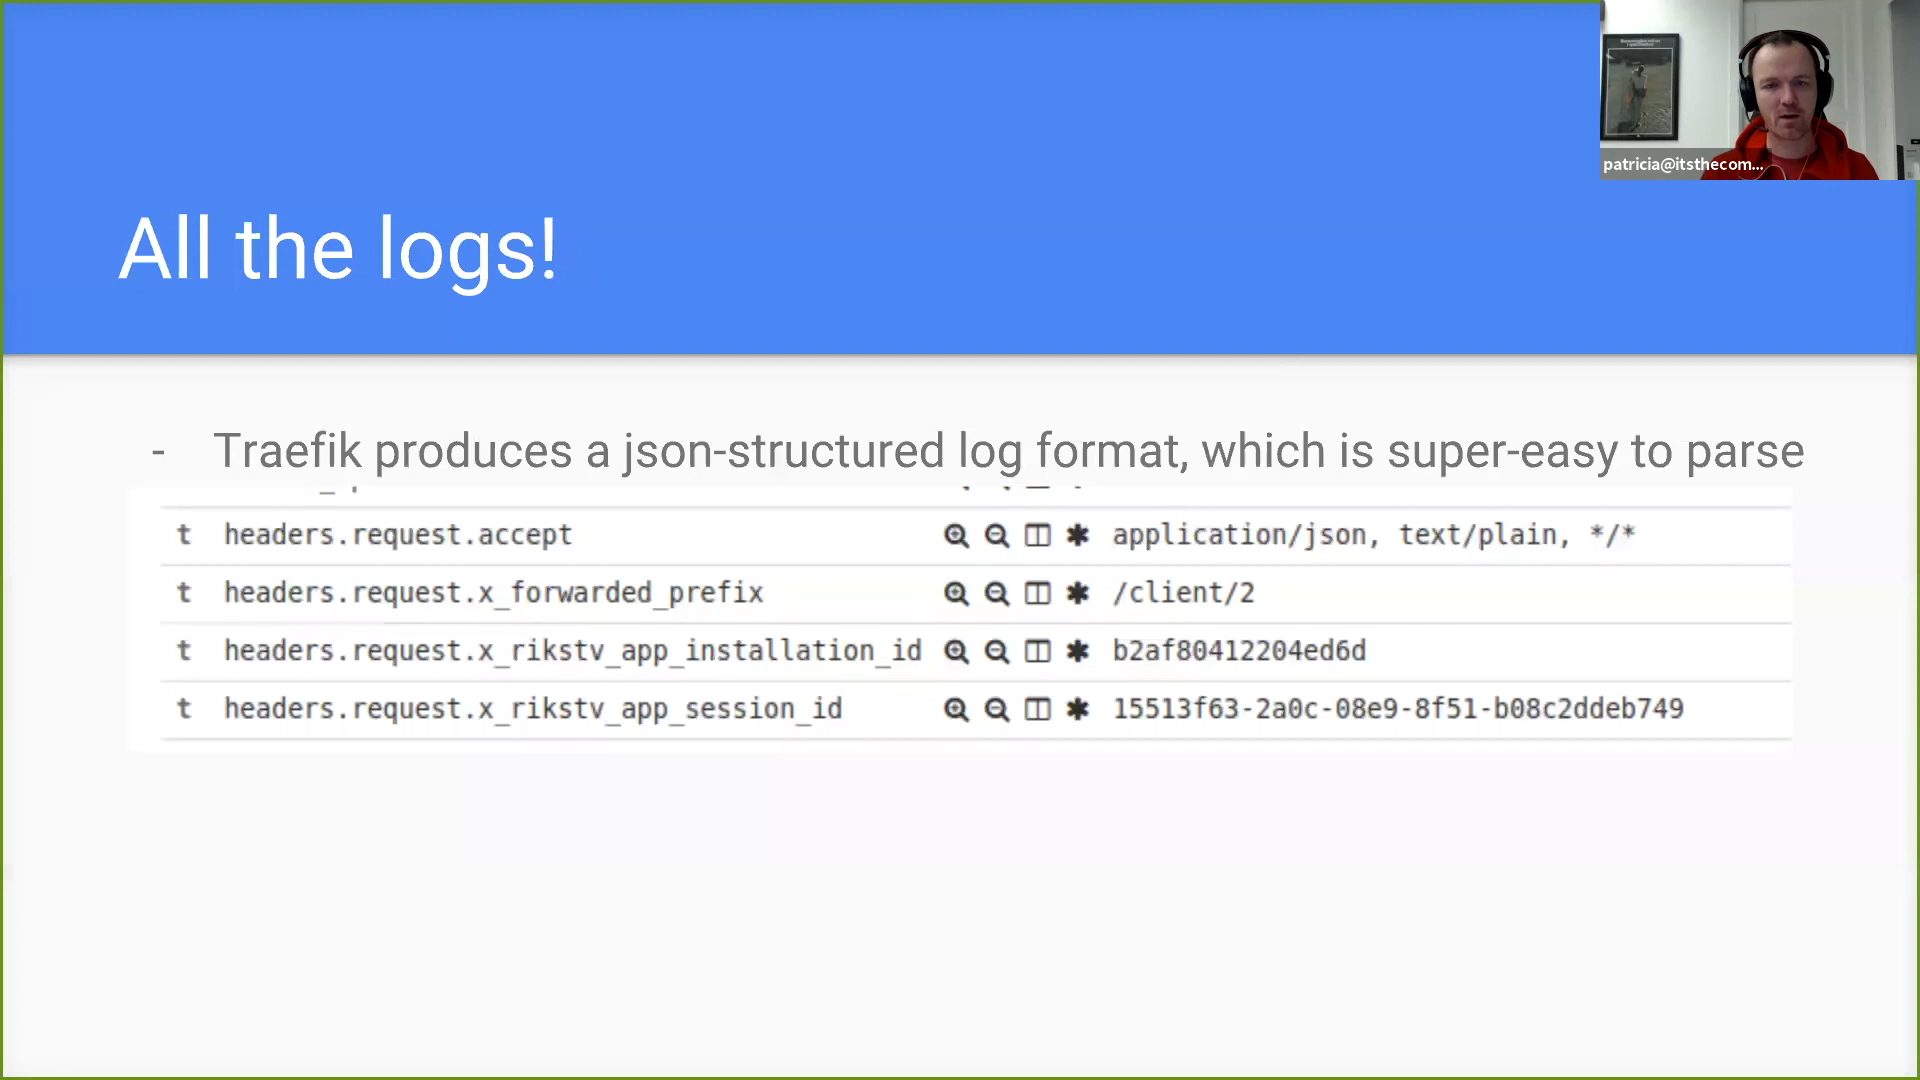 patricia@itsthecom...
All the logs!
- Traefik produces a json-structured log format, which is super-easy to parse
t headers.request.accept application/json, text/plain, */*
t headers.request.x_forwarded_prefix /client/2
t headers.request.x_rikstv_app_installation_id b2af80412204ed6d
t headers.request.x_rikstv_app_session_id 15513f63-2a0c-08e9-8f51-b08c2ddeb749